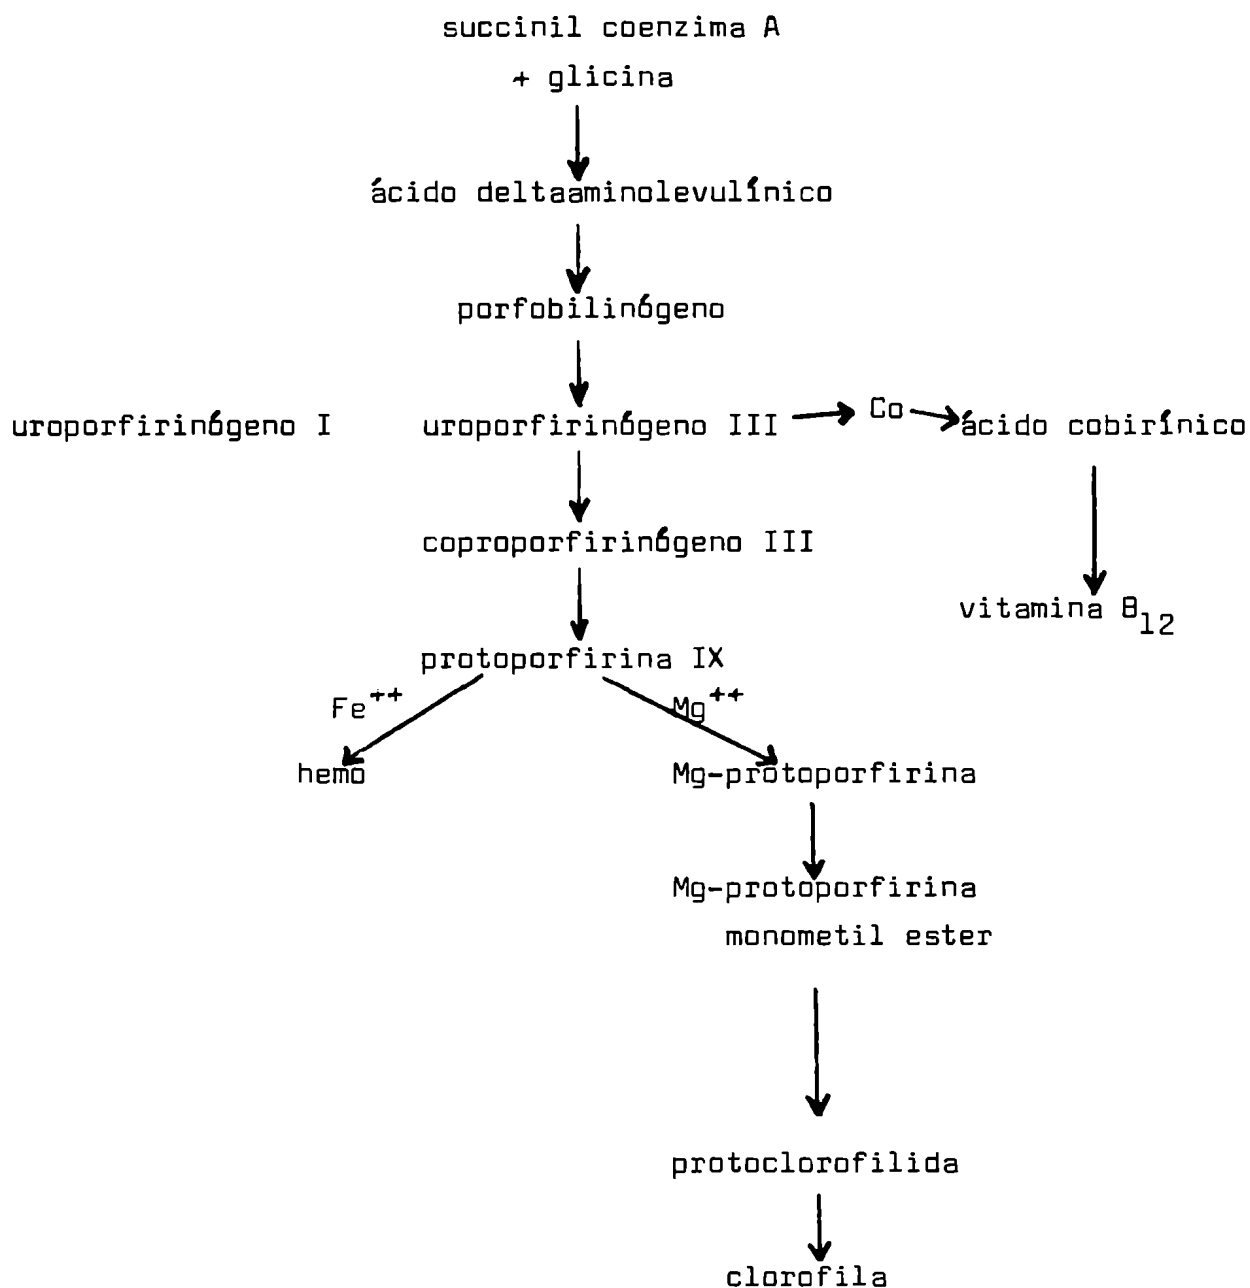 succinil coenzima A
+ glicina
ácido deltaaminolevulínico
porfobilinógeno
uroporfirinógeno I
uroporfirinógeno III
Co
ácido cobirínico
coproporfirinógeno III
vitamina B12
protoporfirina IX
Fe++
Mg++
hemo
Mg-protoporfirina
Mg-protoporfirina
monometil ester
protoclorofilida
clorofila